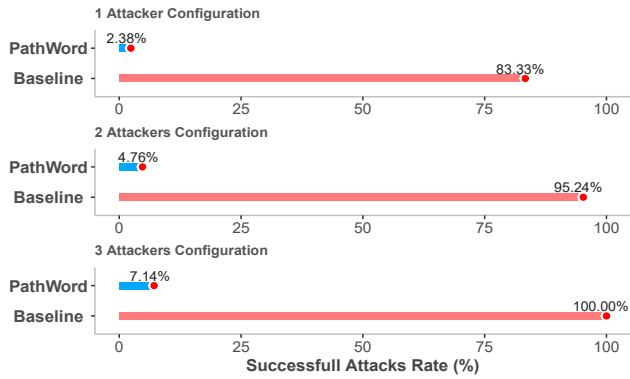 1 Attacker Configuration
2.38%
PathWord
83.33%
Baseline
0 25 50 75 100
2 Attackers Configuration
4.76%
PathWord
95.24%
Baseline
0 25 50 75 100
3 Attackers Configuration
7.14%
PathWord
100.00%
Baseline
0 25 50 75 100
Successfull Attacks Rate (%)